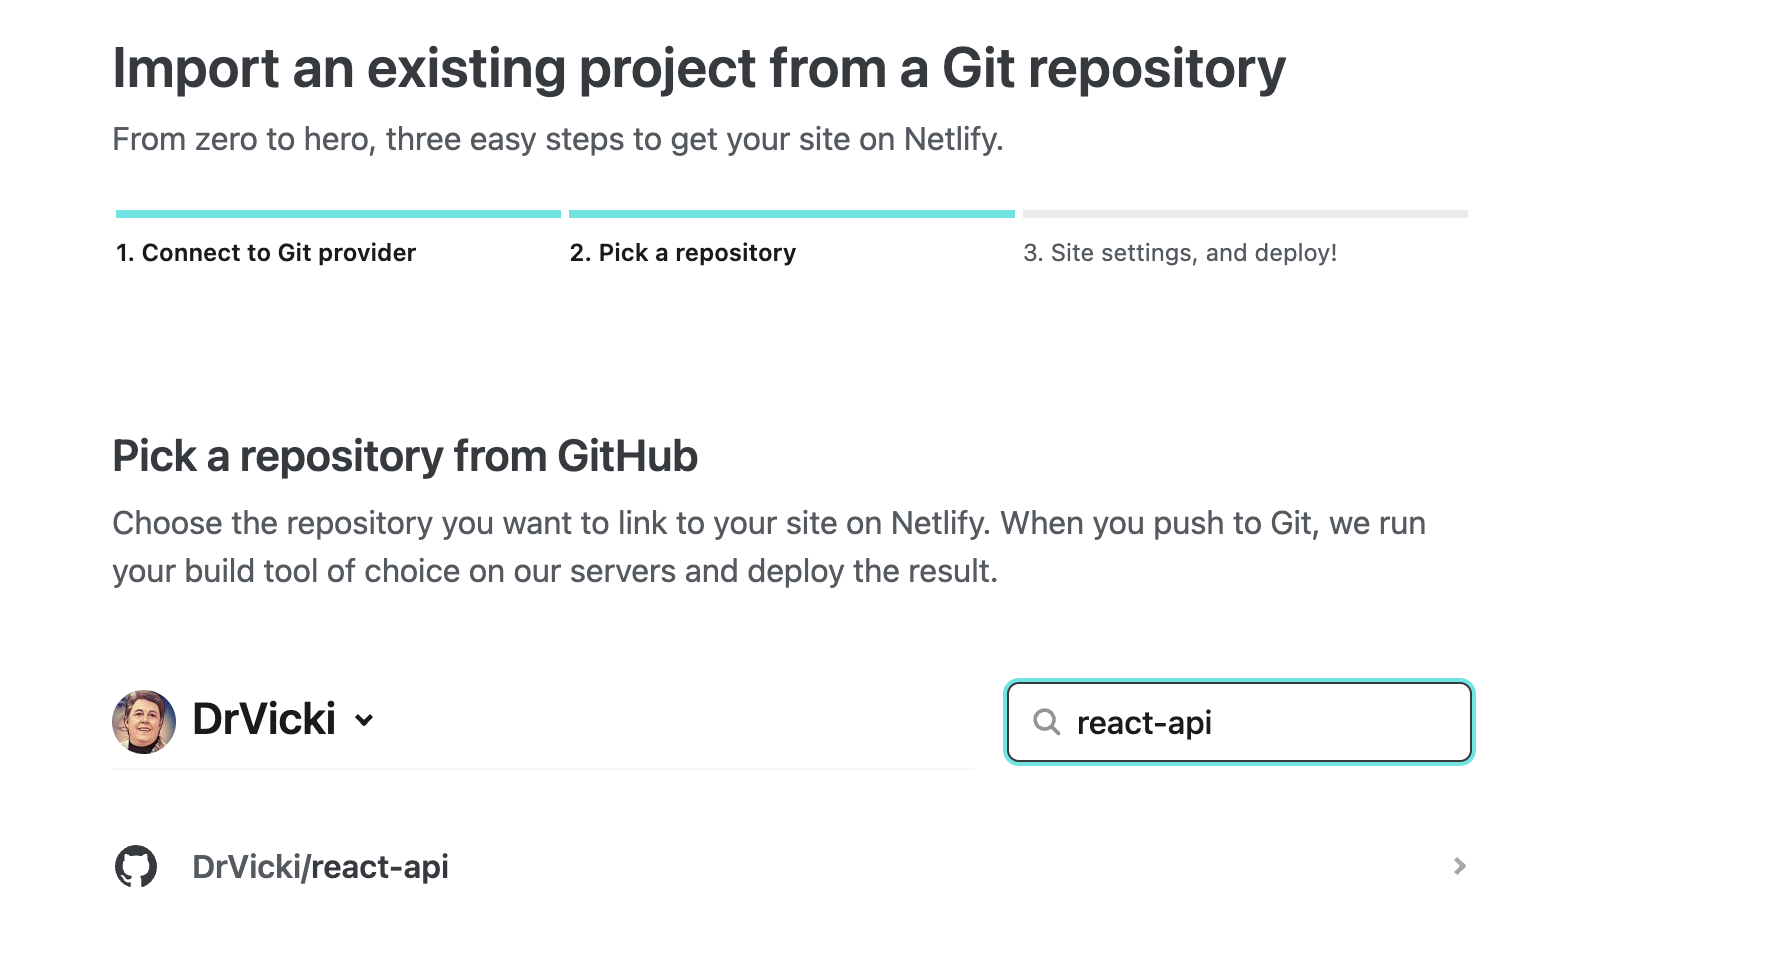 Import an existing project from a Git repository
From zero to hero, three easy steps to get your site on Netlify.
1. Connect to Git provider
2. Pick a repository
3. Site settings, and deploy!
Pick a repository from GitHub
Choose the repository you want to link to your site on Netlify. When you push to Git, we run
your build tool of choice on our servers and deploy the result.
DrVicki
react-api
DrVicki/react-api